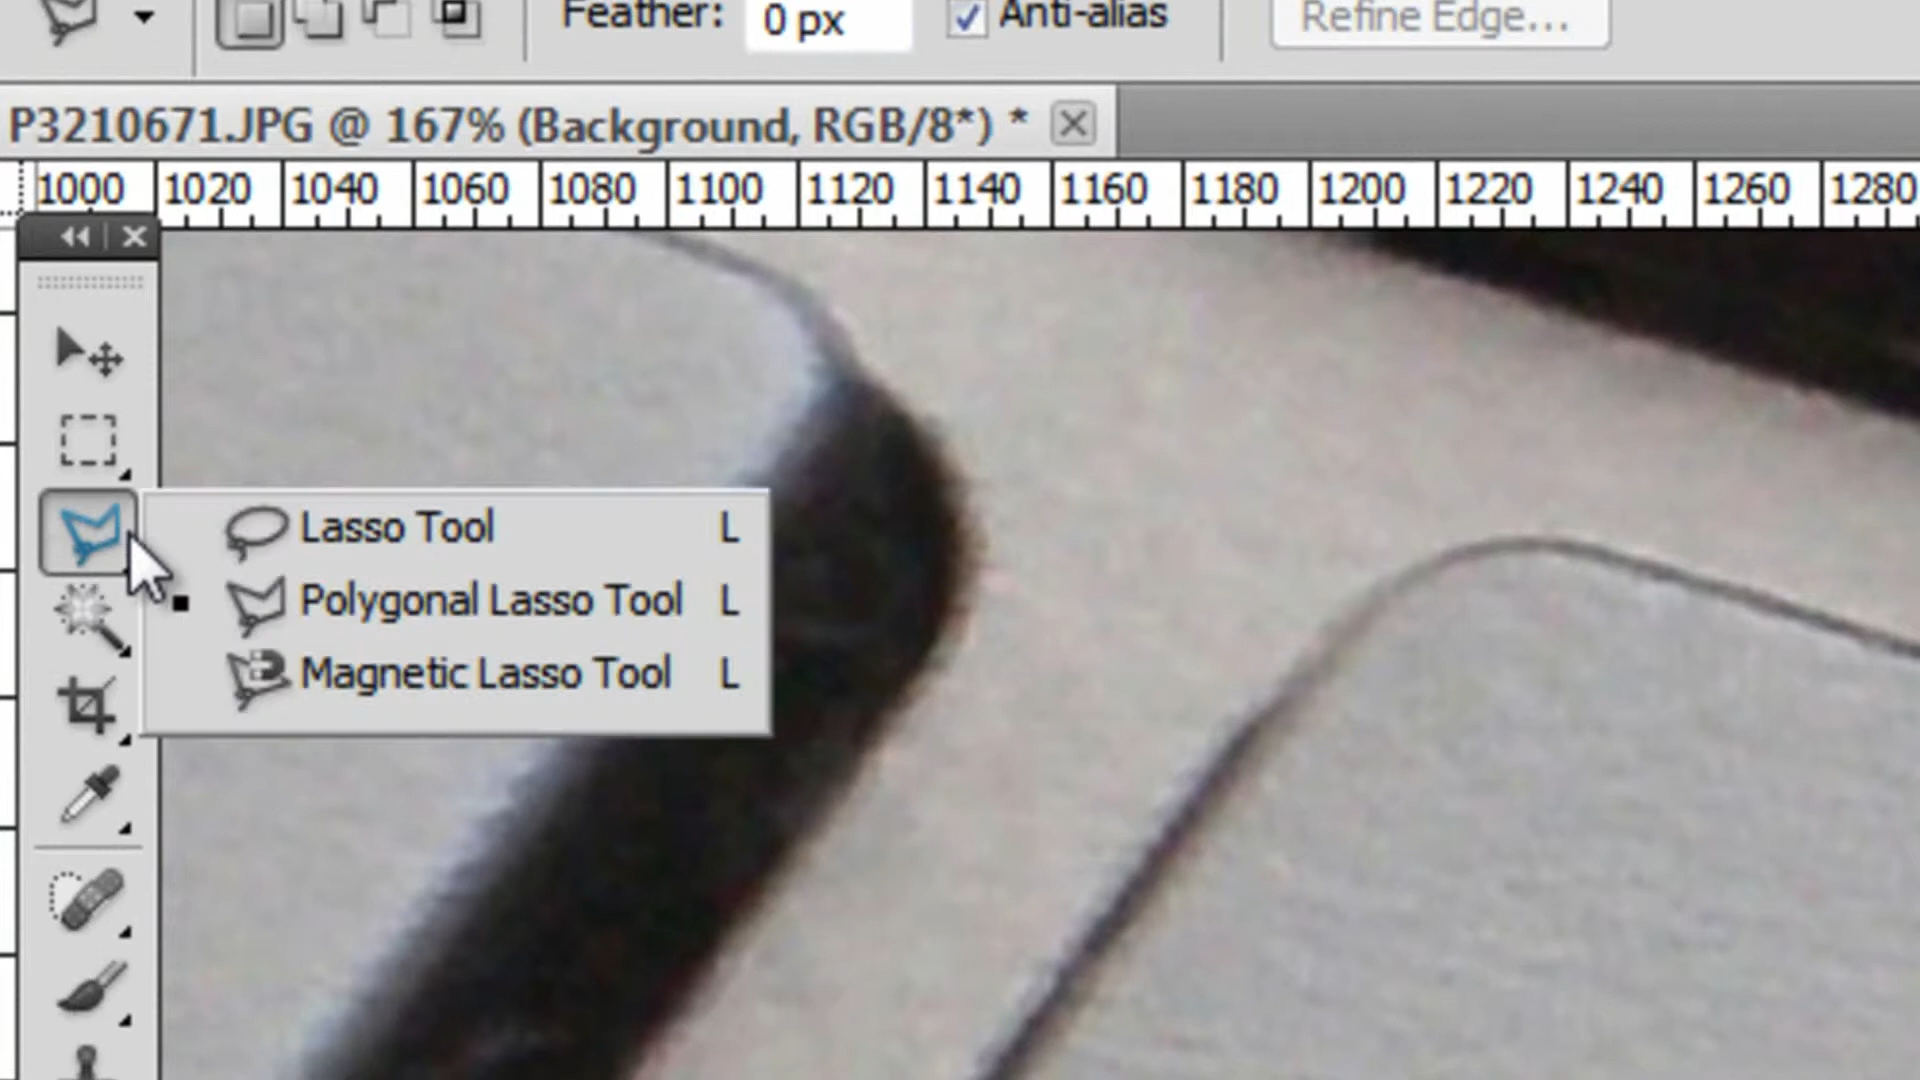 Feather: 0 px Anti-alias Refine Edge...
P3210671.JPG @ 167% (Background, RGB/8*) *
1000 1020 1040 1060 1080 1100 1120 1140 1160 1180 1200 1220 1240 1260 1280
Lasso Tool L
Polygonal Lasso Tool L
Magnetic Lasso Tool L